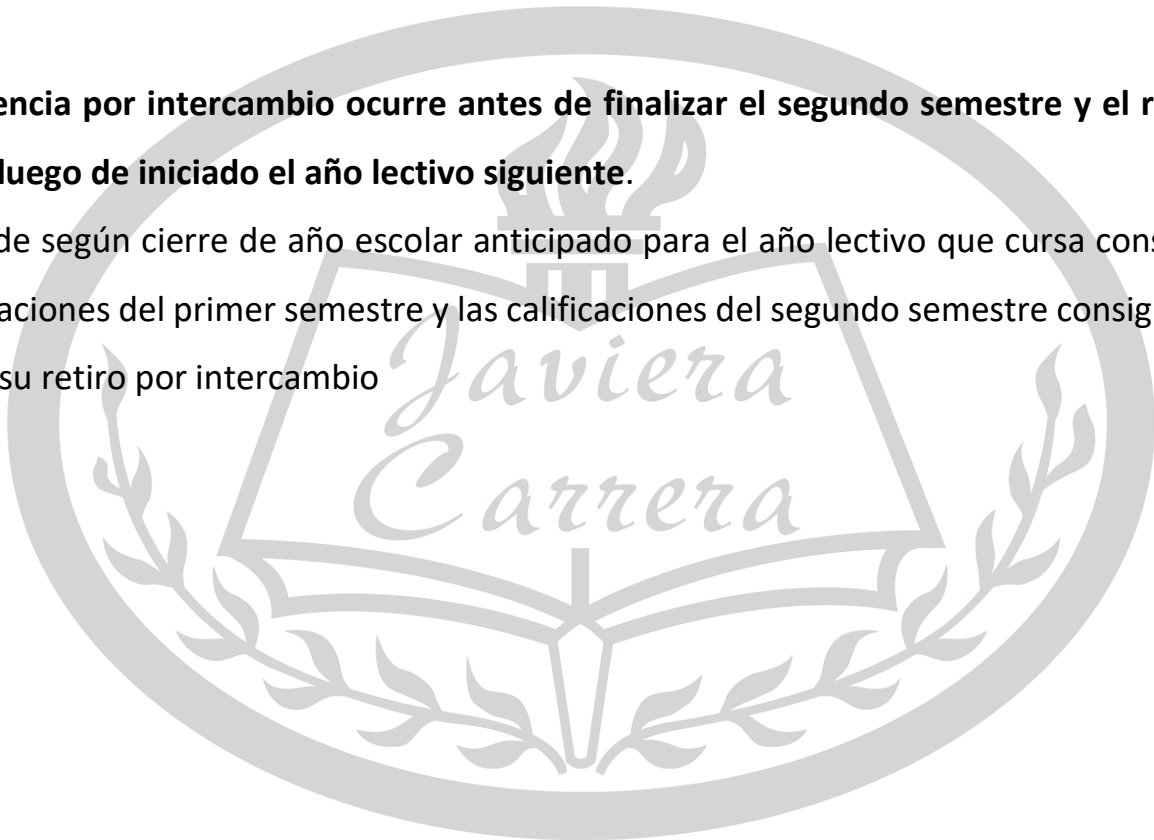 encia por intercambio ocurre antes de finalizar el segundo semestre y el r
luego de iniciado el año lectivo siguiente.
de según cierre de año escolar anticipado para el año lectivo que cursa cons
aciones del primer semestre y las calificaciones del segundo semestre consig
su retiro por intercambio
Javiera
Carrera